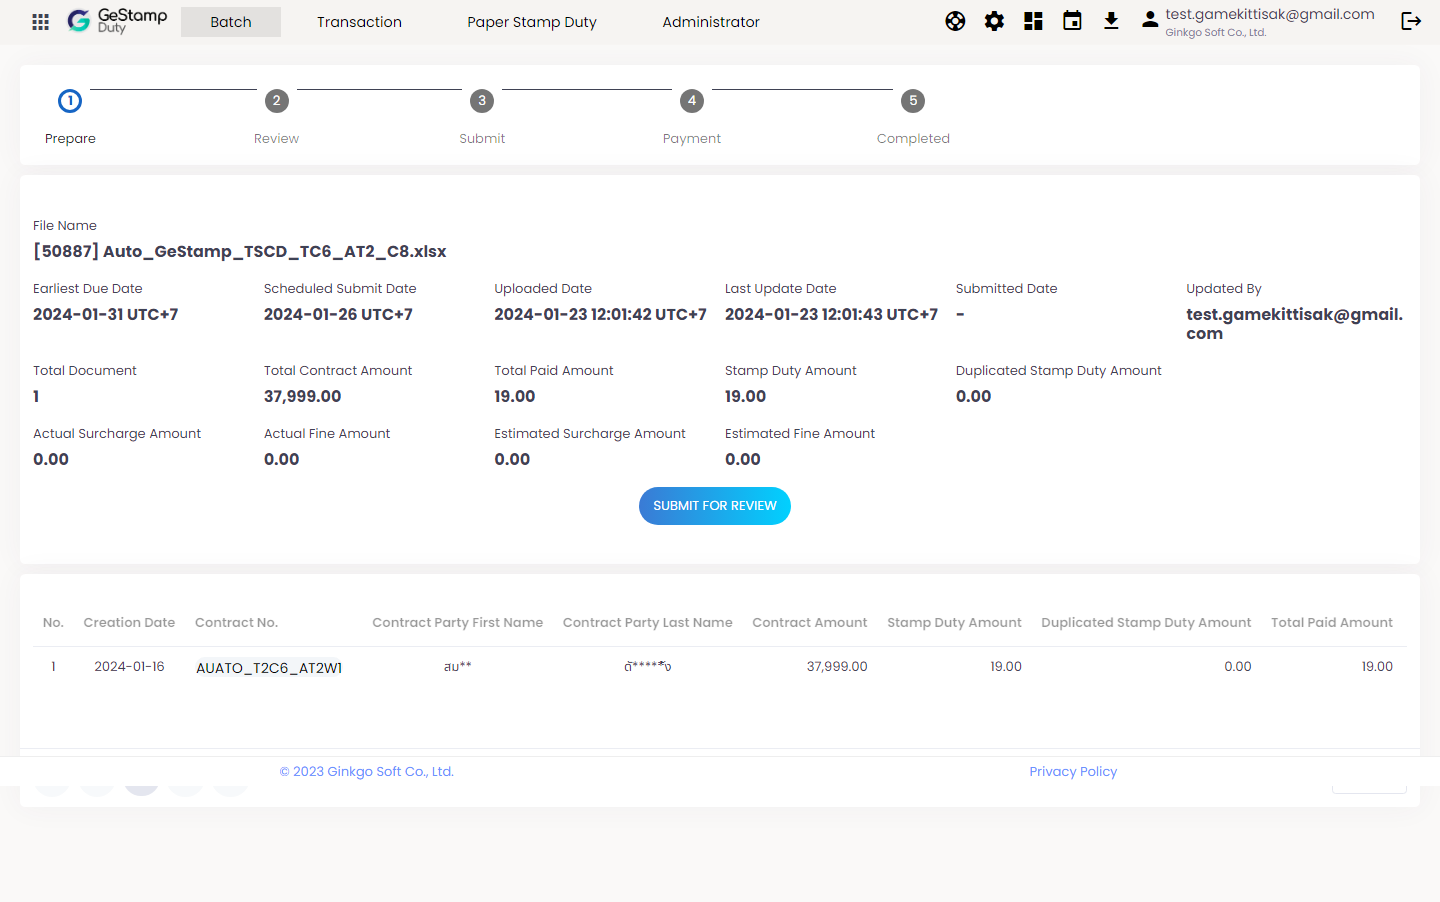 GeStamp
Duty
Batch
Transaction
Paper Stamp Duty
Administrator
test.gamekittisak@gmail.com
Ginkgo Soft Co., Ltd.
1
2
3
4
5
Prepare
Review
Submit
Payment
Completed
File Name
[50887] Auto_GeStamp_TSCD_TC6_AT2_C8.xlsx
Earliest Due Date
2024-01-31 UTC+7
Scheduled Submit Date
2024-01-26 UTC+7
Uploaded Date
2024-01-23 12:01:42 UTC+7
Last Update Date
2024-01-23 12:01:43 UTC+7
Submitted Date
-
Updated By
test.gamekittisak@gmail.
com
Total Document
1
Total Contract Amount
37,999.00
Total Paid Amount
19.00
Stamp Duty Amount
19.00
Duplicated Stamp Duty Amount
0.00
Actual Surcharge Amount
0.00
Actual Fine Amount
0.00
Estimated Surcharge Amount
0.00
Estimated Fine Amount
0.00
SUBMIT FOR REVIEW
No. Creation Date Contract No. Contract Party First Name Contract Party Last Name Contract Amount Stamp Duty Amount Duplicated Stamp Duty Amount Total Paid Amount
1 2024-01-16 AUATO_T2C6_AT2W1 สม** 37,999.00 19.00 0.00 19.00
© 2023 Ginkgo Soft Co., Ltd.
Privacy Policy